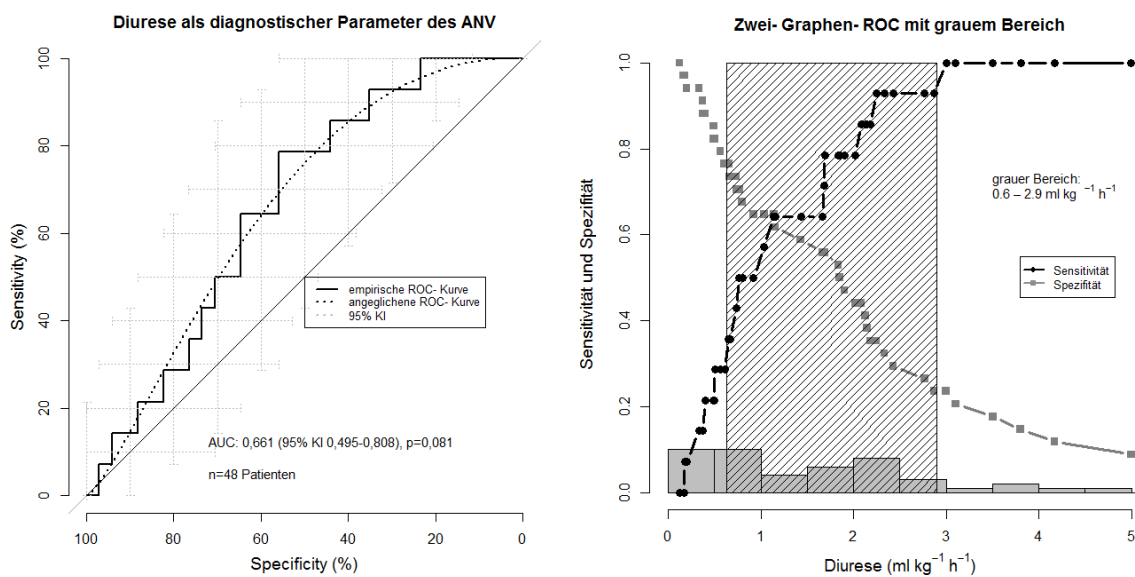 Diurese als diagnostischer Parameter des ANV
Sensitivity (%)
100
80
60
40
20
0
empirische ROC- Kurve
angeglichene ROC- Kurve
95% KI
AUC: 0,661 (95% KI 0,495-0,808), p=0,081
n=48 Patienten
100 80 60 40 20 0
Specificity (%)
Zwei- Graphen- ROC mit grauem Bereich
Sensitivität und Spezifität
1.0
0.8
0.6
0.4
0.2
0.0
grauer Bereich:
0.6 – 2.9 ml kg −1 h−1
Sensitivität
Spezifität
0 1 2 3 4 5
Diurese (ml kg−1 h−1)